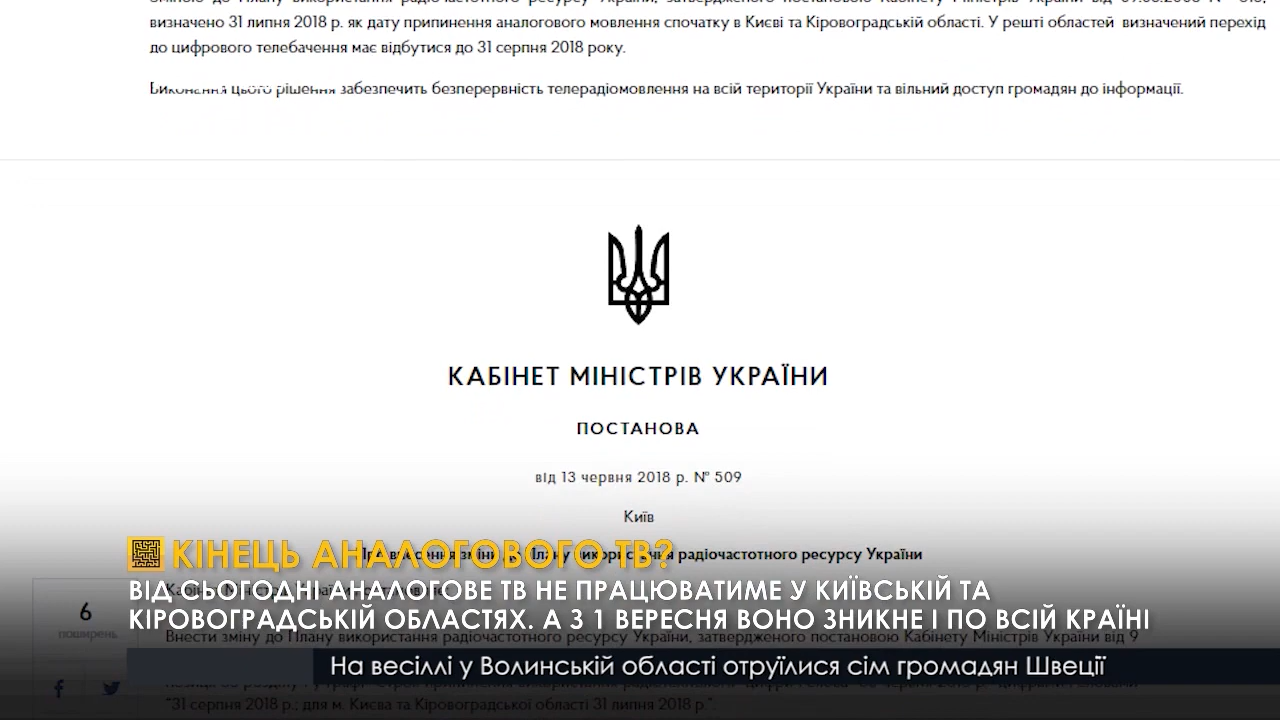 визначено 31 липня 2018 р. як дату припинення аналогового мовлення спочатку в Києві та Кіровоградській області. У решті областей визначений перехід
до цифрового телебачення має відбутися до 31 серпня 2018 року.
Виконання цього рішення забезпечить безперервність телерадіомовлення на всій території України та вільний доступ громадян до інформації.
КАБІНЕТ МІНІСТРІВ УКРАЇНИ
ПОСТАНОВА
від 13 червня 2018 р. № 509
Київ
КІНЕЦЬ АНАЛОГОВОГО ТВ?
Про внесення зміни до Плану використання радіочастотного ресурсу України
ВІД СЬОГОДНІ АНАЛОГОВЕ ТВ НЕ ПРАЦЮВАТИМЕ У КИЇВСЬКІЙ ТА
КІРОВОГРАДСЬКІЙ ОБЛАСТЯХ. А З 1 ВЕРЕСНЯ ВОНО ЗНИКНЕ І ПО ВСІЙ КРАЇНІ
6
поширень
Внести зміну до Плану використання радіочастотного ресурсу України, затвердженого постановою Кабінету Міністрів України від 9
На весіллі у Волинській області отруїлися сім громадян Швеції
"31 серпня 2018 р.; для м. Києва та Кіровоградської області 31 липня 2018 р.".